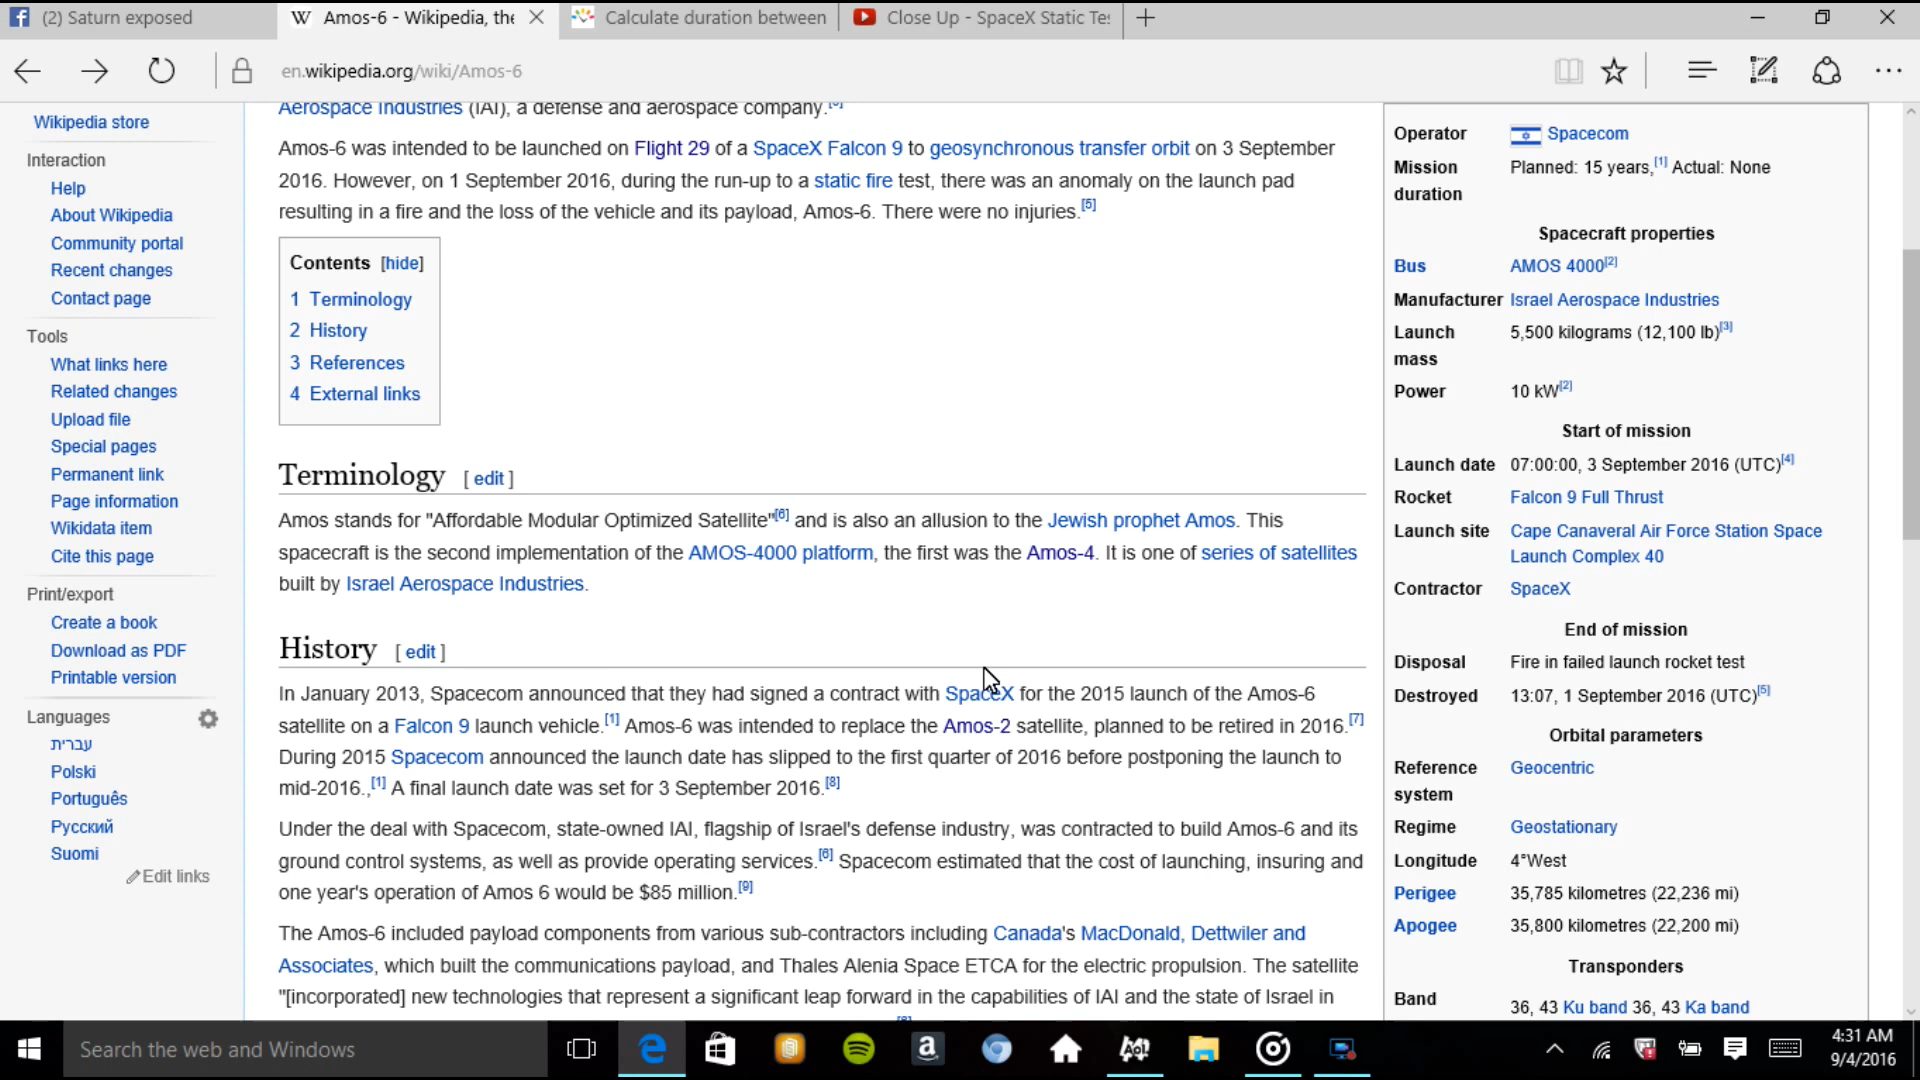 (2) Saturn exposed
Amos-6 - Wikipedia, the
Calculate duration between
Close Up - SpaceX Static Tes
en.wikipedia.org/wiki/Amos-6
Wikipedia store
Interaction
Help
About Wikipedia
Community portal
Recent changes
Contact page
Tools
What links here
Related changes
Upload file
Special pages
Permanent link
Page information
Wikidata item
Cite this page
Print/export
Create a book
Download as PDF
Printable version
Languages
עברית
Polski
Português
Русский
Suomi
Edit links
Aerospace Industries (IAI), a defense and aerospace company.
Amos-6 was intended to be launched on Flight 29 of a SpaceX Falcon 9 to geosynchronous transfer orbit on 3 September
2016. However, on 1 September 2016, during the run-up to a static fire test, there was an anomaly on the launch pad
resulting in a fire and the loss of the vehicle and its payload, Amos-6. There were no injuries.[5]
Contents [hide]
1 Terminology
2 History
3 References
4 External links
Terminology [ edit ]
Amos stands for "Affordable Modular Optimized Satellite"[6] and is also an allusion to the Jewish prophet Amos. This
spacecraft is the second implementation of the AMOS-4000 platform, the first was the Amos-4. It is one of series of satellites
built by Israel Aerospace Industries.
History [ edit ]
In January 2013, Spacecom announced that they had signed a contract with SpaceX for the 2015 launch of the Amos-6
satellite on a Falcon 9 launch vehicle.[1] Amos-6 was intended to replace the Amos-2 satellite, planned to be retired in 2016.[7]
During 2015 Spacecom announced the launch date has slipped to the first quarter of 2016 before postponing the launch to
mid-2016.,[1] A final launch date was set for 3 September 2016.[8]
Under the deal with Spacecom, state-owned IAI, flagship of Israel's defense industry, was contracted to build Amos-6 and its
ground control systems, as well as provide operating services.[6] Spacecom estimated that the cost of launching, insuring and
one year's operation of Amos 6 would be $85 million.[9]
The Amos-6 included payload components from various sub-contractors including Canada's MacDonald, Dettwiler and
Associates, which built the communications payload, and Thales Alenia Space ETCA for the electric propulsion. The satellite
"[incorporated] new technologies that represent a significant leap forward in the capabilities of IAI and the state of Israel in
Operator Spacecom
Mission duration Planned: 15 years,[1] Actual: None
Spacecraft properties
Bus AMOS 4000[2]
Manufacturer Israel Aerospace Industries
Launch mass 5,500 kilograms (12,100 lb)[3]
Power 10 kW[2]
Start of mission
Launch date 07:00:00, 3 September 2016 (UTC)[4]
Rocket Falcon 9 Full Thrust
Launch site Cape Canaveral Air Force Station Space
Launch Complex 40
Contractor SpaceX
End of mission
Disposal Fire in failed launch rocket test
Destroyed 13:07, 1 September 2016 (UTC)[5]
Orbital parameters
Reference system Geocentric
Regime Geostationary
Longitude 4°West
Perigee 35,785 kilometres (22,236 mi)
Apogee 35,800 kilometres (22,200 mi)
Transponders
Band 36, 43 Ku band 36, 43 Ka band
Search the web and Windows
Aol!
4:31 AM
9/4/2016